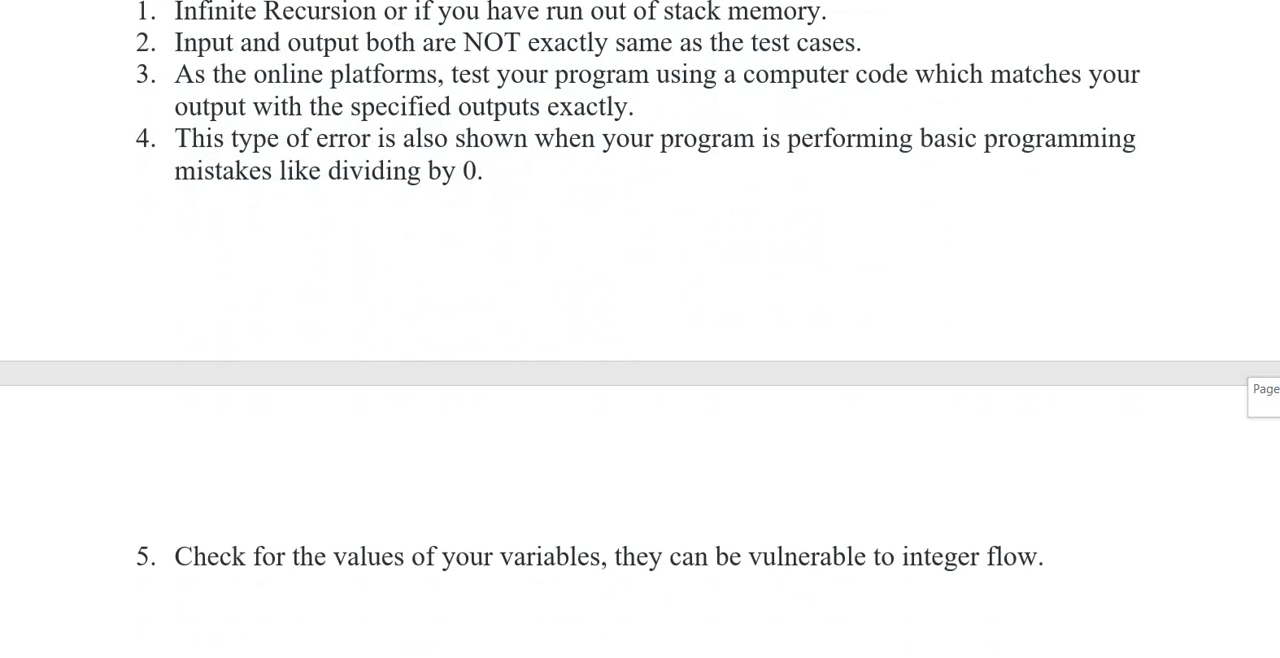 1. Infinite Recursion or if you have run out of stack memory.
2. Input and output both are NOT exactly same as the test cases.
3. As the online platforms, test your program using a computer code which matches your
output with the specified outputs exactly.
4. This type of error is also shown when your program is performing basic programming
mistakes like dividing by 0.
Page
5. Check for the values of your variables, they can be vulnerable to integer flow.